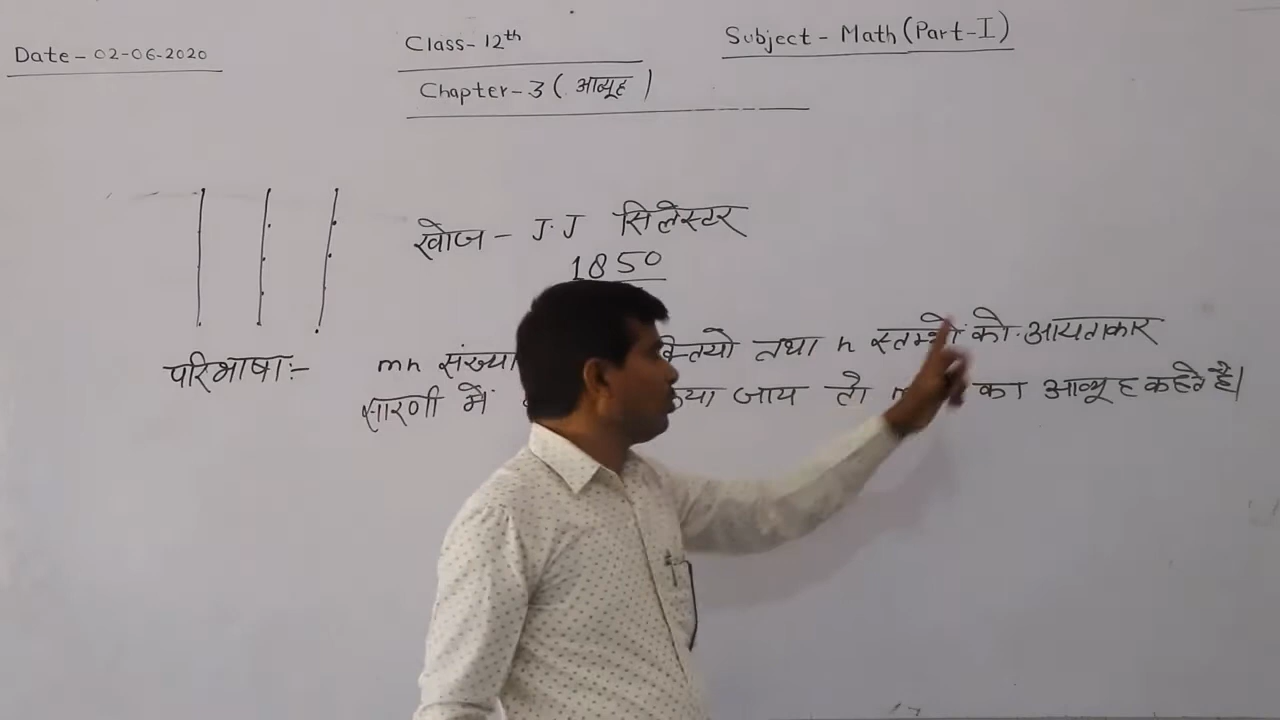 Date - 02-06-2020
Class- 12th
Subject - Math (Part-I)
Chapter-3 ( आव्यूह )
खोज - J.J सिलेस्टर
1850
परिभाषा:- mn संख्या तथा n स्तम्भो को आयताकार
सारणी में जाय तो का आव्यूह कहते है।